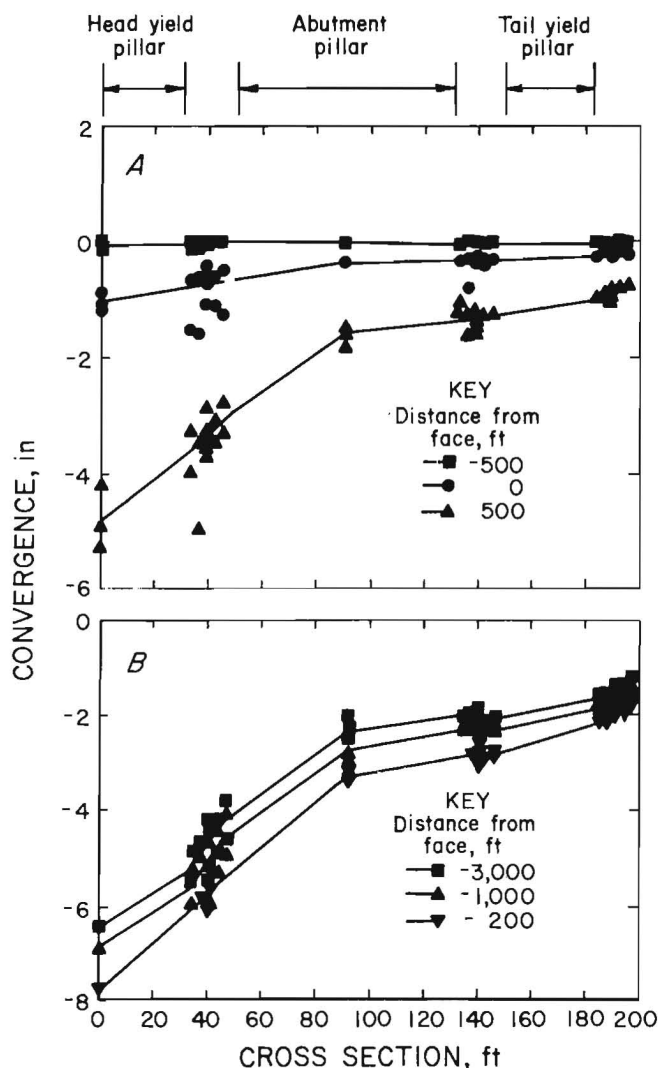 Head yield pillar
Abutment pillar
Tail yield pillar
A
2
0
-2
-4
-6
KEY
Distance from
face, ft
-500
0
500
CONVERGENCE, in
B
0
-2
-4
-6
-8
KEY
Distance from
face, ft
-3,000
-1,000
- 200
0 20 40 60 80 100 120 140 160 180 200
CROSS SECTION, ft